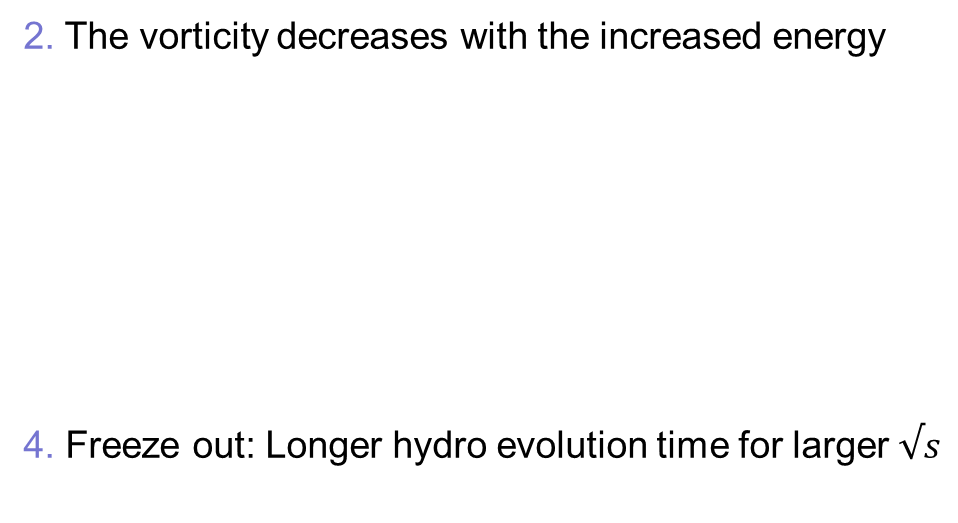 2. The vorticity decreases with the increased energy
4. Freeze out: Longer hydro evolution time for larger √s